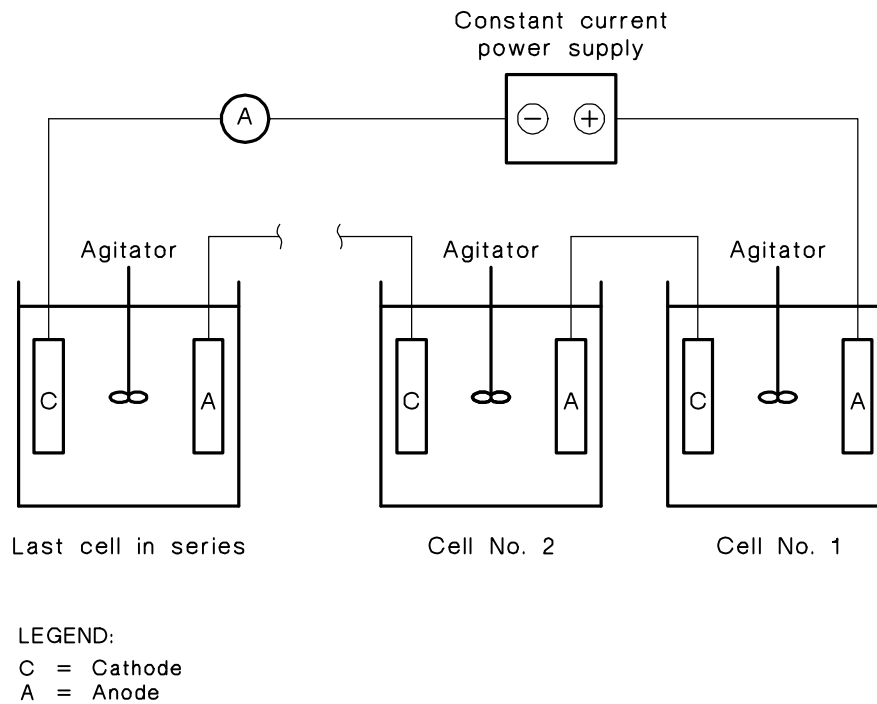 Constant current
power supply
A
− +
Agitator
Agitator
Agitator
C
A
C
A
C
A
Last cell in series
Cell No. 2
Cell No. 1
LEGEND:
C = Cathode
A = Anode